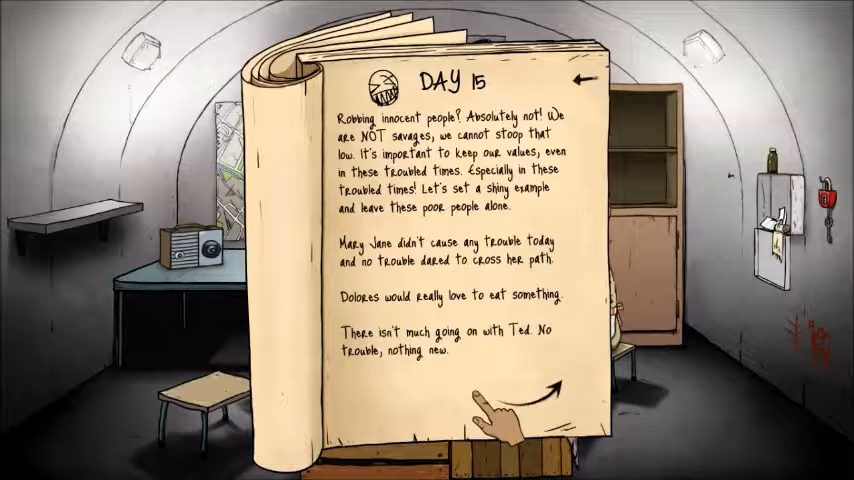 DAY 15
Robbing innocent people? Absolutely not! We
are NOT savages, we cannot stoop that
low. It's important to keep our values, even
in these troubled times. Especially in these
troubled times! Let's set a shiny example
and leave these poor people alone.
Mary Jane didn't cause any trouble today
and no trouble dared to cross her path.
Dolores would really love to eat something.
There isn't much going on with Ted. No
trouble, nothing new.